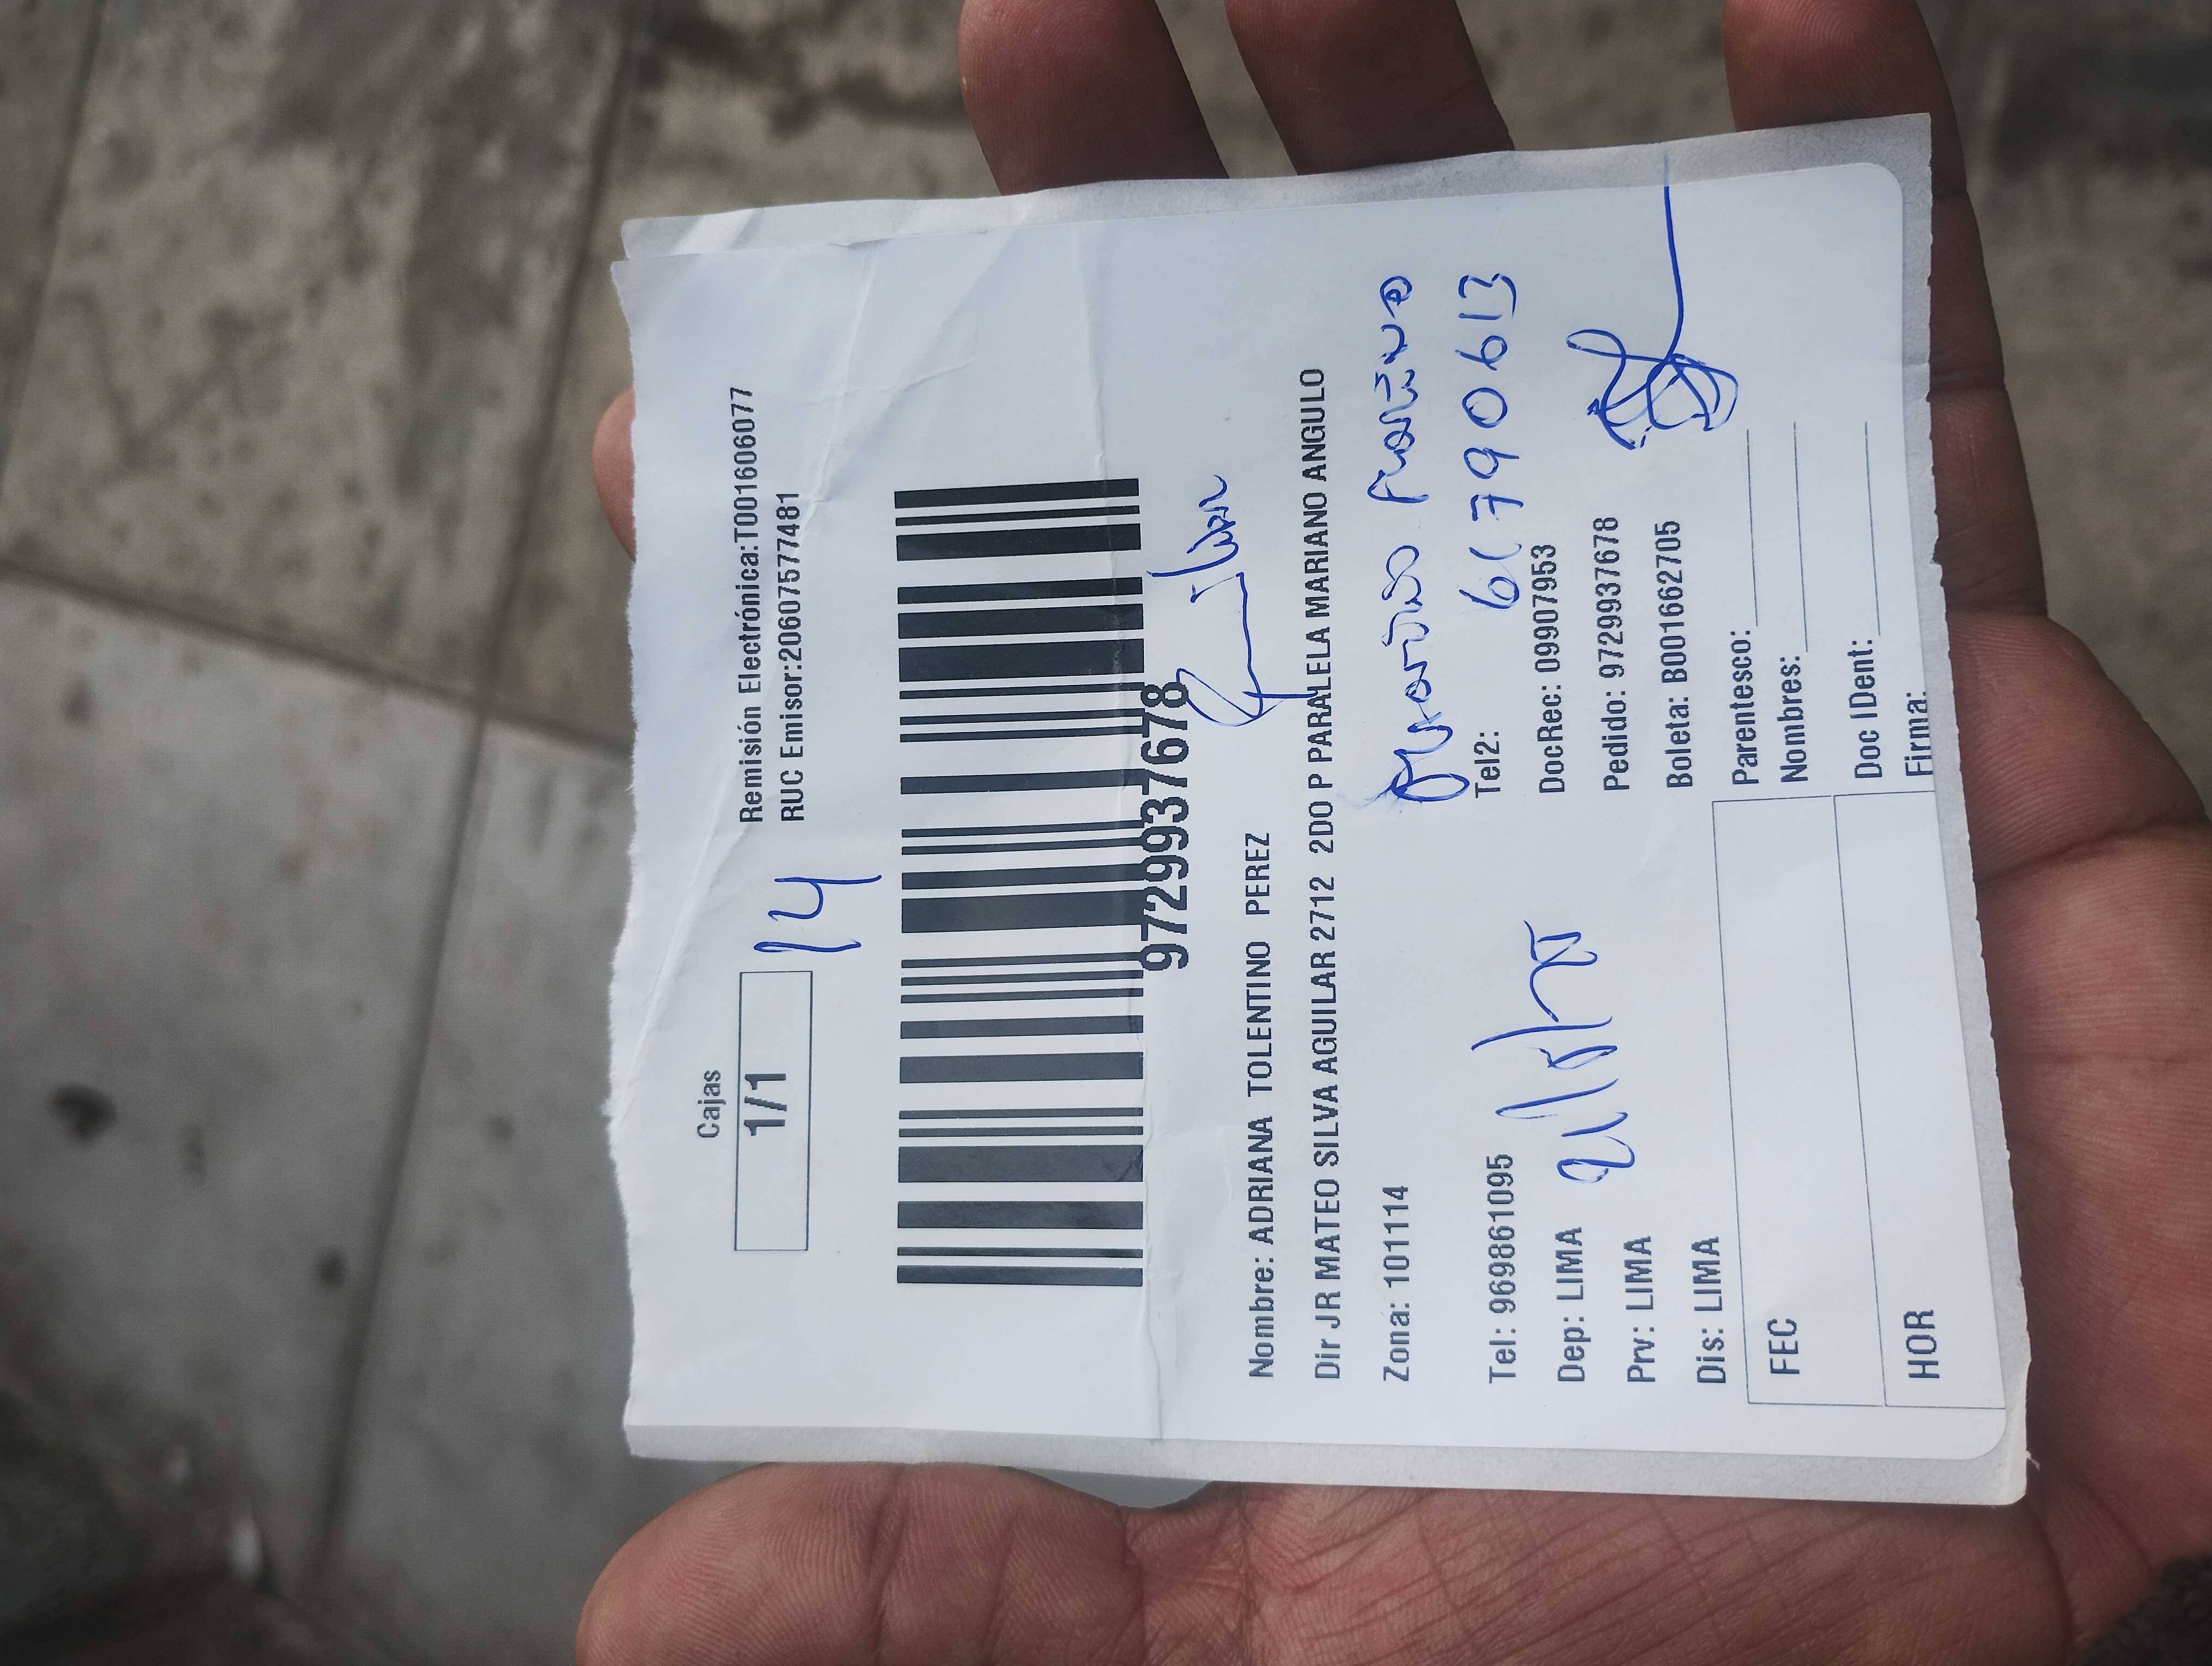 Cajas
1/1
14
Remisión Electrónica:T001606077
RUC Emisor:20607577481
9729937678
Nombre: ADRIANA TOLENTINO PEREZ
Dir JR MATEO SILVA AGUILAR 2712 2DO P PARALELA MARIANO ANGULO
Zona: 101114
Tel: 969861095
Tel2:
61790613
Dep: LIMA
DocRec: 09907953
Prv: LIMA
Pedido: 9729937678
Dis: LIMA
Boleta: B001662705
FEC
Parentesco:
Nombres:
HOR
Doc IDent:
Firma: